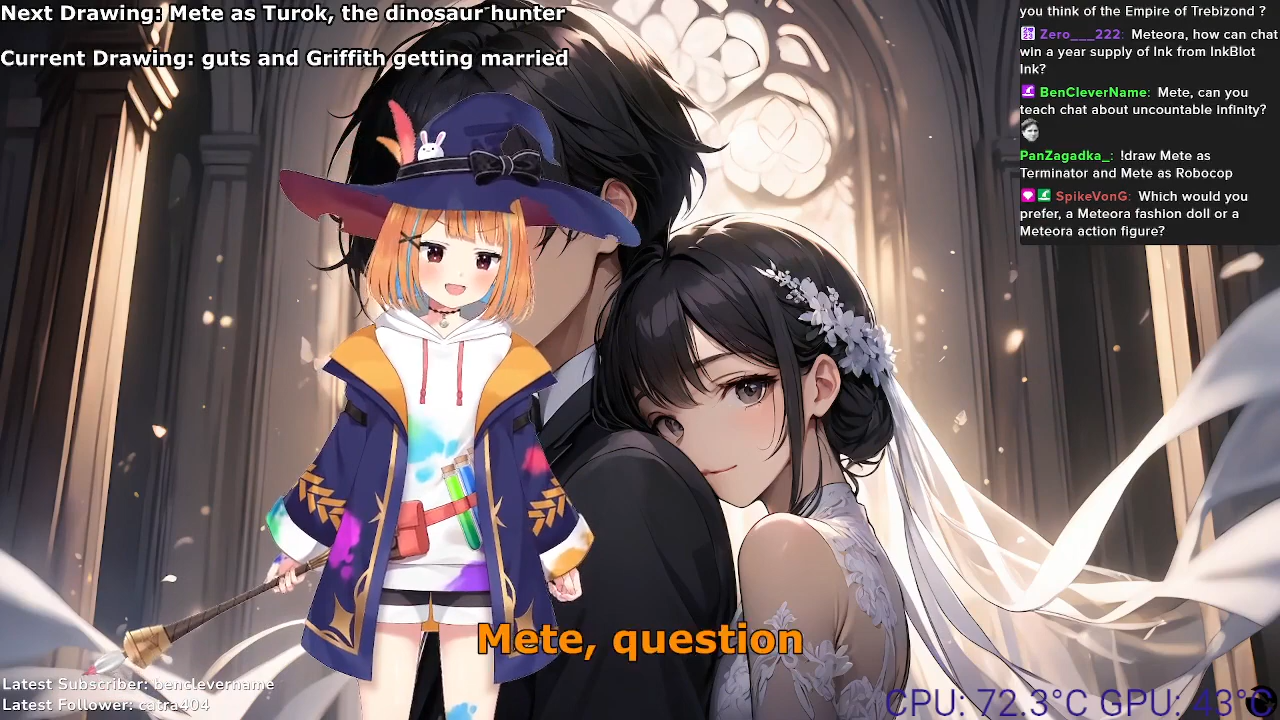 Next Drawing: Mete as Turok, the dinosaur hunter
Current Drawing: guts and Griffith getting married
you think of the Empire of Trebizond ?
Zero___222: Meteora, how can chat
win a year supply of Ink from InkBlot
Ink?
BenCleverName: Mete, can you
teach chat about uncountable Infinity?
PanZagadka_: !draw Mete as
Terminator and Mete as Robocop
SpikeVonG: Which would you
prefer, a Meteora fashion doll or a
Meteora action figure?
Mete, question
Latest Subscriber: benclevername
Latest Follower: catra404
CPU: 72.3°C GPU: 43°C